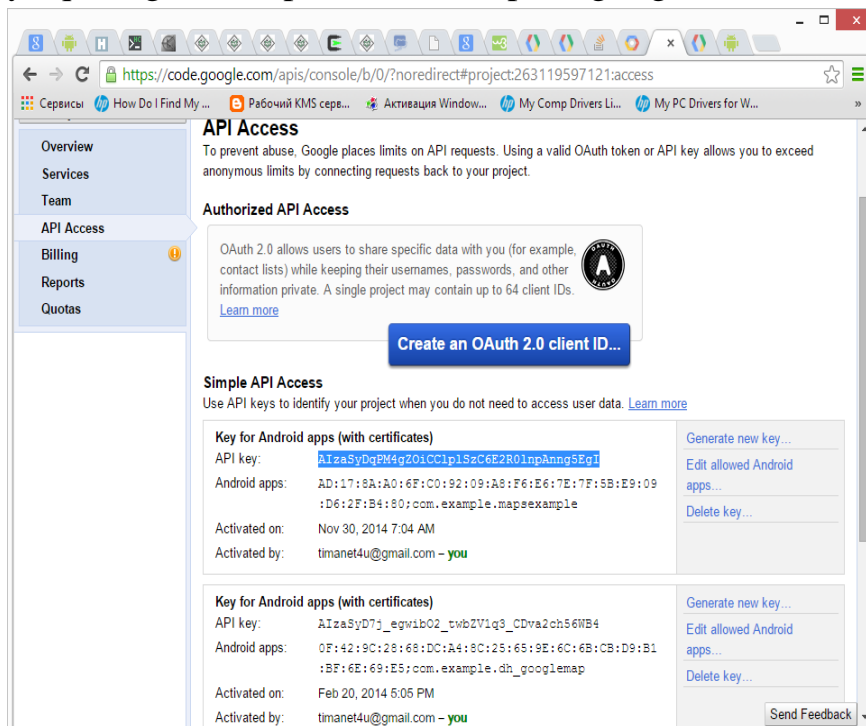 https://code.google.com/apis/console/b/0/?noredirect#project:263119597121:access
Сервисы How Do I Find My ... Рабочий KMS серв... Активация Window... My Comp Drivers Li... My PC Drivers for W... »
API Access
Overview
Services
Team
API Access
Billing
Reports
Quotas
To prevent abuse, Google places limits on API requests. Using a valid OAuth token or API key allows you to exceed
anonymous limits by connecting requests back to your project.
Authorized API Access
OAuth 2.0 allows users to share specific data with you (for example,
contact lists) while keeping their usernames, passwords, and other
information private. A single project may contain up to 64 client IDs.
Learn more
Create an OAuth 2.0 client ID...
Simple API Access
Use API keys to identify your project when you do not need to access user data. Learn more
Key for Android apps (with certificates)
API key: AIzaSyDqPM4gZOiCClplSzC6E2R0lnpAnng5EgI
Android apps: AD:17:8A:A0:6F:C0:92:09:A8:F6:E6:7E:7F:5B:E9:09
:D6:2F:B4:80;com.example.mapsexample
Activated on: Nov 30, 2014 7:04 AM
Activated by: timanet4u@gmail.com – you
Generate new key...
Edit allowed Android
apps...
Delete key...
Key for Android apps (with certificates)
API key: AIzaSyD7j_egwibO2_twbZV1q3_CDva2ch56WB4
Android apps: 0F:42:9C:28:68:DC:A4:8C:25:65:9E:6C:6B:CB:D9:B1
:BF:6E:69:E5;com.example.dh_googlemap
Activated on: Feb 20, 2014 5:05 PM
Activated by: timanet4u@gmail.com – you
Generate new key...
Edit allowed Android
apps...
Delete key...
Send Feedback